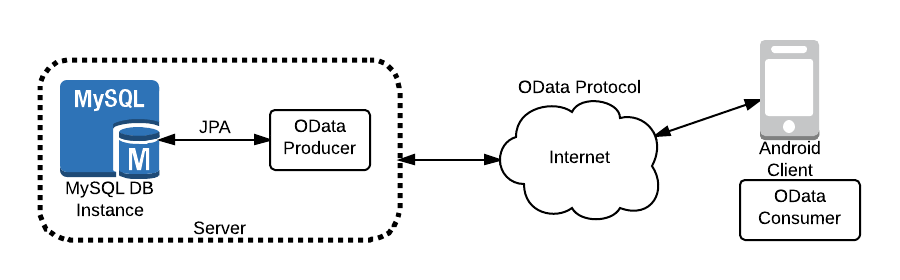 MySQL
M
MySQL DB
Instance
JPA
OData
Producer
Server
OData Protocol
Internet
Android
Client
OData
Consumer